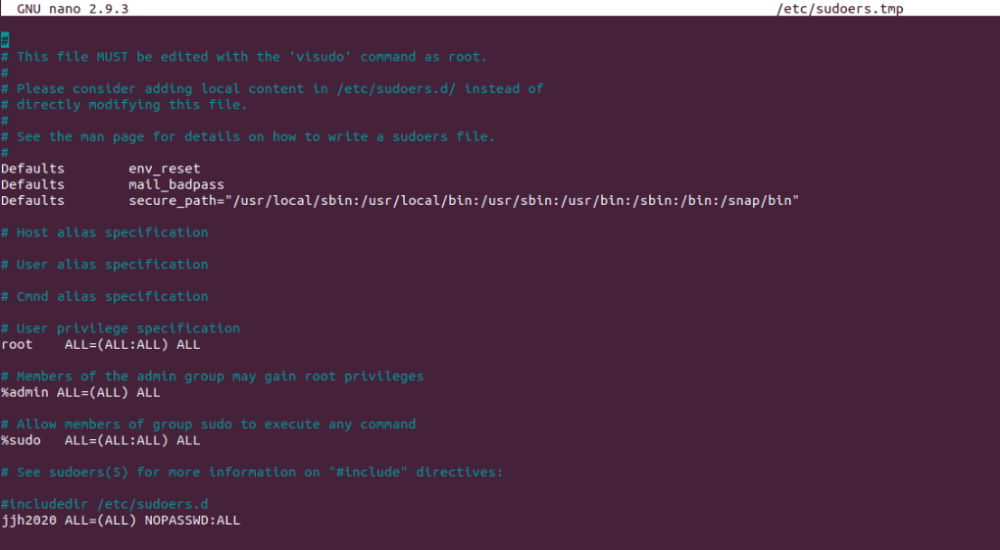 GNU nano 2.9.3 /etc/sudoers.tmp
#
# This file MUST be edited with the 'visudo' command as root.
#
# Please consider adding local content in /etc/sudoers.d/ instead of
# directly modifying this file.
#
# See the man page for details on how to write a sudoers file.
#
Defaults        env_reset
Defaults        mail_badpass
Defaults        secure_path="/usr/local/sbin:/usr/local/bin:/usr/sbin:/usr/bin:/sbin:/bin:/snap/bin"
# Host alias specification
# User alias specification
# Cmnd alias specification
# User privilege specification
root    ALL=(ALL:ALL) ALL
# Members of the admin group may gain root privileges
%admin ALL=(ALL) ALL
# Allow members of group sudo to execute any command
%sudo   ALL=(ALL:ALL) ALL
# See sudoers(5) for more information on "#include" directives:
#includedir /etc/sudoers.d
jjh2020 ALL=(ALL) NOPASSWD:ALL